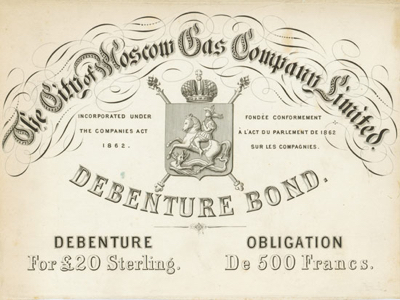 The City of Moscow Gas Company Limited.
INCORPORATED UNDER
THE COMPANIES ACT
1862.
FONDÉE CONFORMEMENT
À L'ACT DU PARLEMENT DE 1862
SUR LES COMPAGNIES.
DEBENTURE BOND.
DEBENTURE
For £20 Sterling.
OBLIGATION
De 500 Francs.